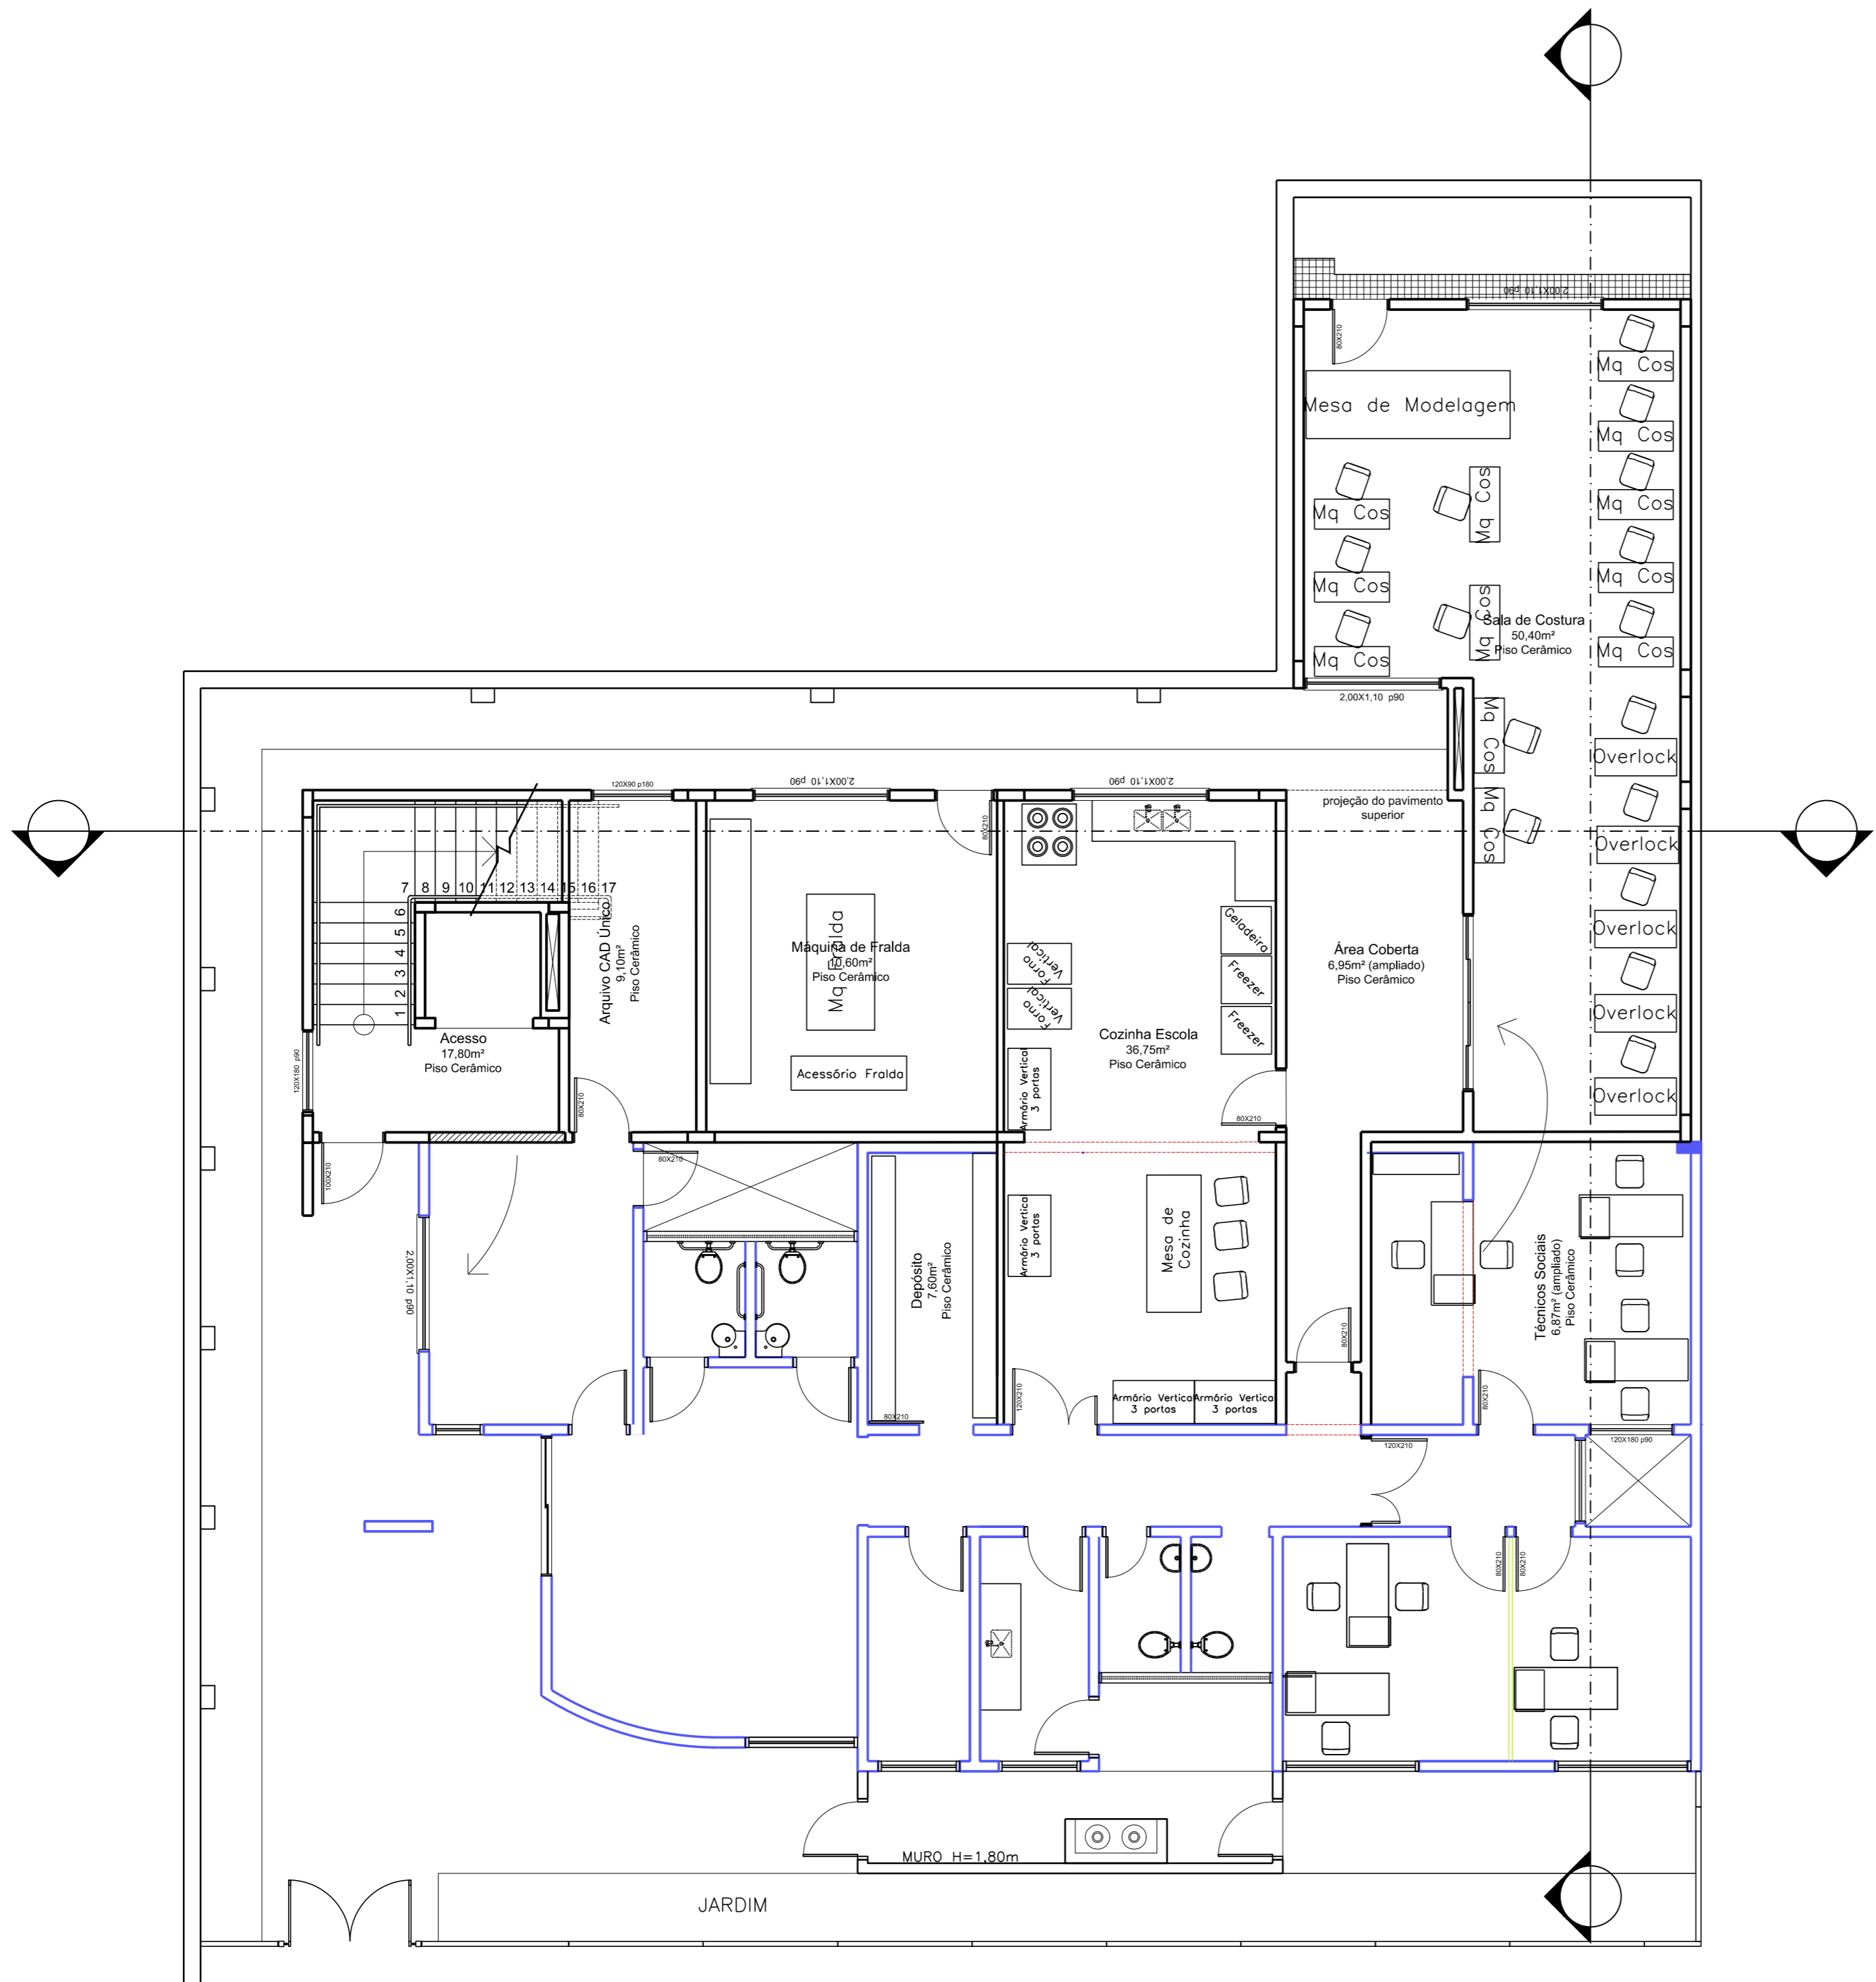 2,00X1,10 p90
80X210
Mesa de Modelagem
Mq Cos
Mq Cos
Mq Cos
Mq Cos
Mq Cos
Mq Cos
Mq Cos
Mq Cos
Mq Cos
Mq Cos
Sala de Costura
50,40m²
Piso Cerâmico
2,00X1,10 p90
Mq Cos
Mq Cos
Overlock
Overlock
Overlock
Overlock
Overlock
120X90 p180
2,00X1,10 p90
2,00X1,10 p90
projeção do pavimento
superior
80X210
7 8 9 10 11 12 13 14 15 16 17
6
5
4
3
2
1
Acesso
17,80m²
Piso Cerâmico
120X180 p90
Arquivo CAD Único
9,10m²
Piso Cerâmico
80X210
Máquina de Fralda
10,60m²
Piso Cerâmico
Mq Fralda
Acessório Fralda
Forno
Vertical
Forno
Vertical
Geladeira
Freezer
Freezer
Cozinha Escola
36,75m²
Piso Cerâmico
Armário Vertical
3 portas
80X210
Área Coberta
6,95m² (ampliado)
Piso Cerâmico
100X210
80X210
2,00X1,10 p90
Depósito
7,60m²
Piso Cerâmico
80X210
Armário Vertica
3 portas
Mesa de
Cozinha
120X210
Armário Vertica
3 portas
Armário Vertica
3 portas
80X210
Técnicos Sociais
6,87m² (ampliado)
Piso Cerâmico
80X210
120X210
120X180 p90
80X210
80X210
MURO H=1,80m
JARDIM